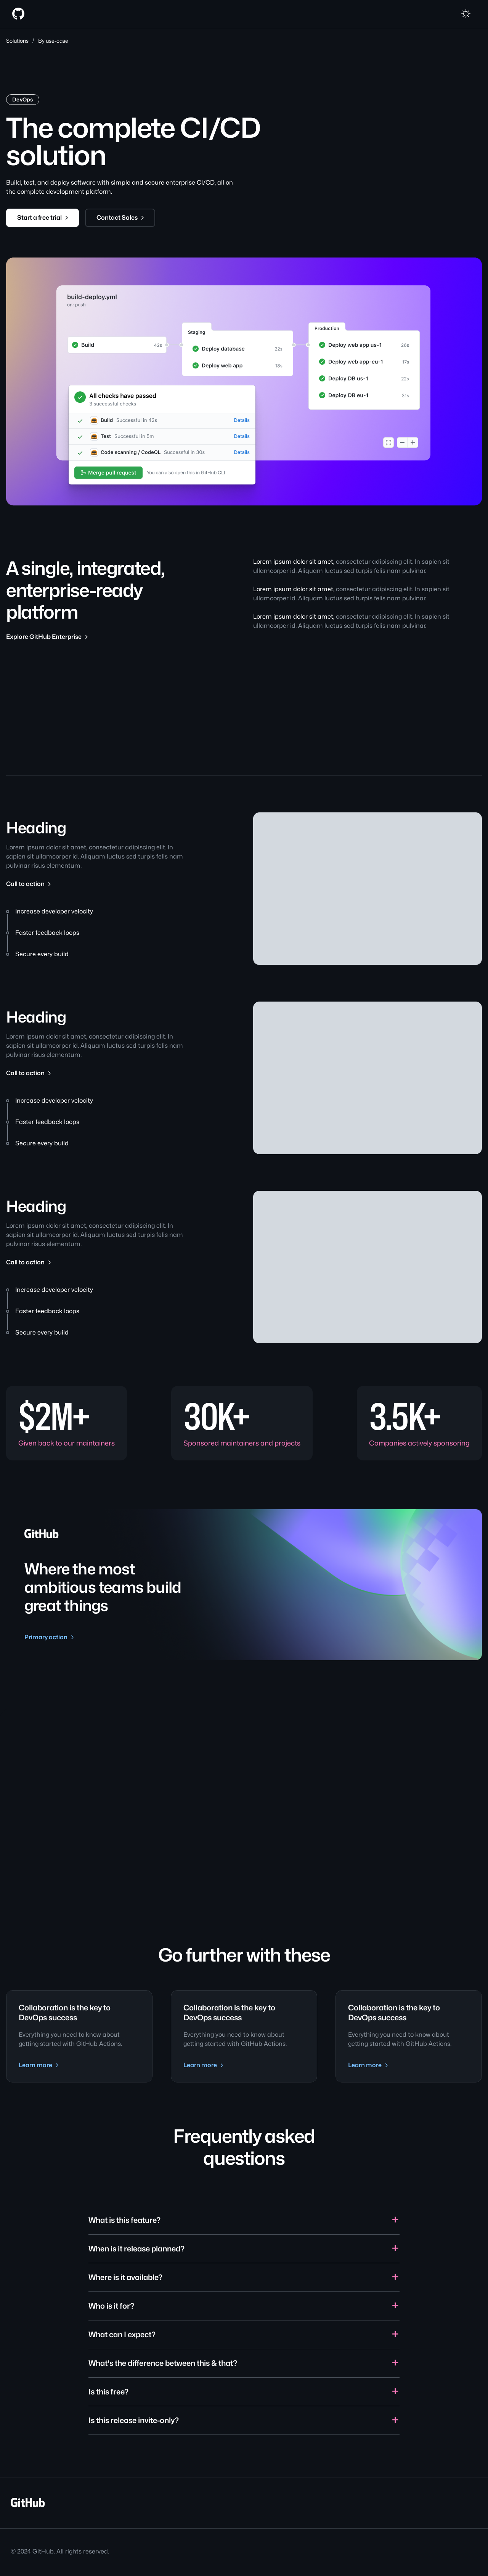 Solutions / By use-case
DevOps
The complete CI/CD
solution
Build, test, and deploy software with simple and secure enterprise CI/CD, all on
the complete development platform.
Start a free trial
Contact Sales
build-deploy.yml
on: push
Build 42s
Staging
Deploy database 22s
Deploy web app 19s
Production
Deploy web app us-1 26s
Deploy web app-eu-1 17s
Deploy DB us-1 22s
Deploy DB eu-1 31s
All checks have passed
3 successful checks
Build Successful in 42s Details
Test Successful in 5m Details
Code scanning / CodeQL Successful in 30s Details
Merge pull request
You can also open this in GitHub CLI
A single, integrated,
enterprise-ready
platform
Explore GitHub Enterprise
Lorem ipsum dolor sit amet, consectetur adipiscing elit. In sapien sit
ullamcorper id. Aliquam luctus sed turpis felis nam pulvinar.
Lorem ipsum dolor sit amet, consectetur adipiscing elit. In sapien sit
ullamcorper id. Aliquam luctus sed turpis felis nam pulvinar.
Lorem ipsum dolor sit amet, consectetur adipiscing elit. In sapien sit
ullamcorper id. Aliquam luctus sed turpis felis nam pulvinar.
Heading
Lorem ipsum dolor sit amet, consectetur adipiscing elit. In
sapien sit ullamcorper id. Aliquam luctus sed turpis felis nam
pulvinar risus elementum.
Call to action
Increase developer velocity
Faster feedback loops
Secure every build
Heading
Lorem ipsum dolor sit amet, consectetur adipiscing elit. In
sapien sit ullamcorper id. Aliquam luctus sed turpis felis nam
pulvinar risus elementum.
Call to action
Increase developer velocity
Faster feedback loops
Secure every build
Heading
Lorem ipsum dolor sit amet, consectetur adipiscing elit. In
sapien sit ullamcorper id. Aliquam luctus sed turpis felis nam
pulvinar risus elementum.
Call to action
Increase developer velocity
Faster feedback loops
Secure every build
$2M+
Given back to our maintainers
30K+
Sponsored maintainers and projects
3.5K+
Companies actively sponsoring
GitHub
Where the most
ambitious teams build
great things
Primary action
Go further with these
Collaboration is the key to
DevOps success
Everything you need to know about
getting started with GitHub Actions.
Learn more
Collaboration is the key to
DevOps success
Everything you need to know about
getting started with GitHub Actions.
Learn more
Collaboration is the key to
DevOps success
Everything you need to know about
getting started with GitHub Actions.
Learn more
Frequently asked
questions
What is this feature?
When is it release planned?
Where is it available?
Who is it for?
What can I expect?
What's the difference between this & that?
Is this free?
Is this release invite-only?
GitHub
© 2024 GitHub. All rights reserved.